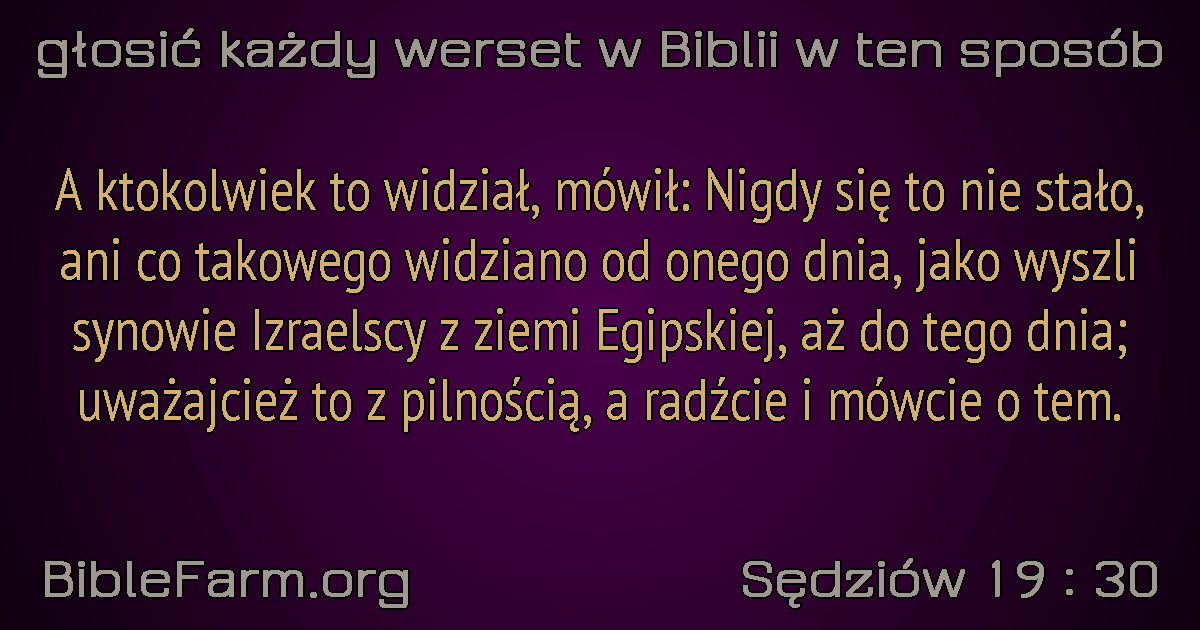 głosić każdy werset w Biblii w ten sposób
A ktokolwiek to widział, mówił: Nigdy się to nie stało,
ani co takowego widziano od onego dnia, jako wyszli
synowie Izraelscy z ziemi Egipskiej, aż do tego dnia;
uważajcież to z pilnością, a radźcie i mówcie o tem.
BibleFarm.org
Sędziów 19 : 30